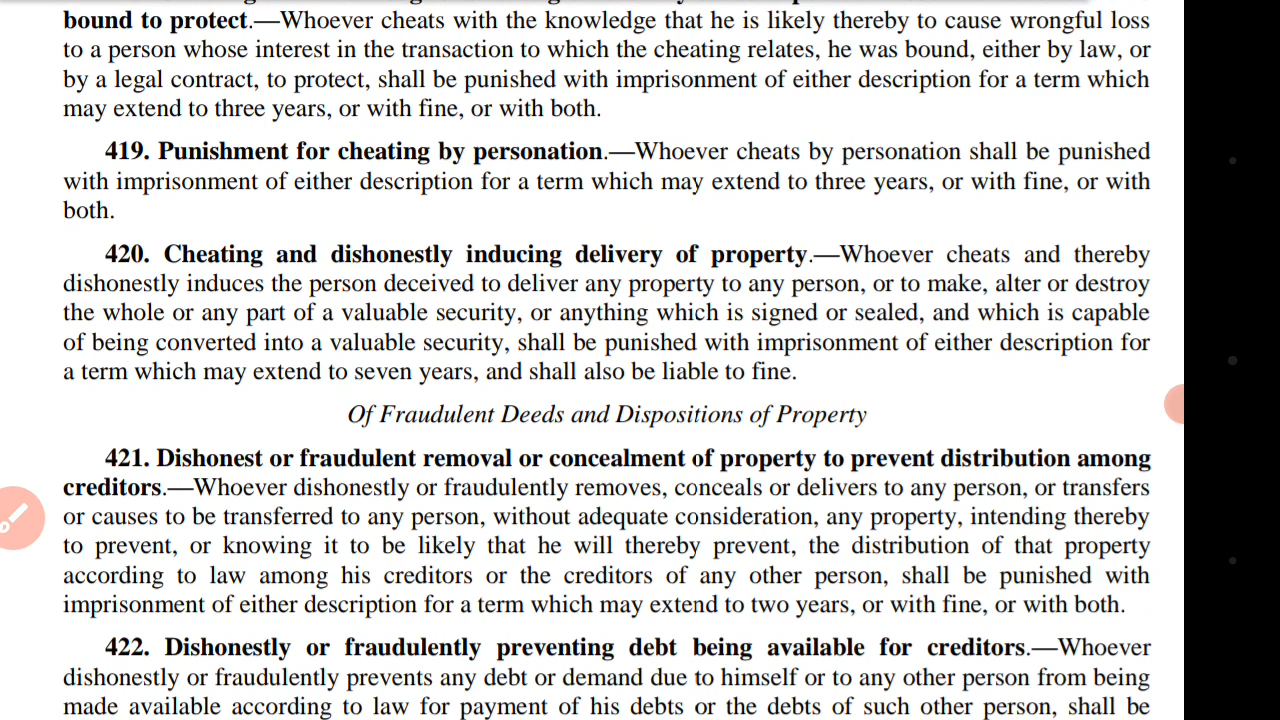 bound to protect.—Whoever cheats with the knowledge that he is likely thereby to cause wrongful loss
to a person whose interest in the transaction to which the cheating relates, he was bound, either by law, or
by a legal contract, to protect, shall be punished with imprisonment of either description for a term which
may extend to three years, or with fine, or with both.
419. Punishment for cheating by personation.—Whoever cheats by personation shall be punished
with imprisonment of either description for a term which may extend to three years, or with fine, or with
both.
420. Cheating and dishonestly inducing delivery of property.—Whoever cheats and thereby
dishonestly induces the person deceived to deliver any property to any person, or to make, alter or destroy
the whole or any part of a valuable security, or anything which is signed or sealed, and which is capable
of being converted into a valuable security, shall be punished with imprisonment of either description for
a term which may extend to seven years, and shall also be liable to fine.
Of Fraudulent Deeds and Dispositions of Property
421. Dishonest or fraudulent removal or concealment of property to prevent distribution among
creditors.—Whoever dishonestly or fraudulently removes, conceals or delivers to any person, or transfers
or causes to be transferred to any person, without adequate consideration, any property, intending thereby
to prevent, or knowing it to be likely that he will thereby prevent, the distribution of that property
according to law among his creditors or the creditors of any other person, shall be punished with
imprisonment of either description for a term which may extend to two years, or with fine, or with both.
422. Dishonestly or fraudulently preventing debt being available for creditors.—Whoever
dishonestly or fraudulently prevents any debt or demand due to himself or to any other person from being
made available according to law for payment of his debts or the debts of such other person, shall be